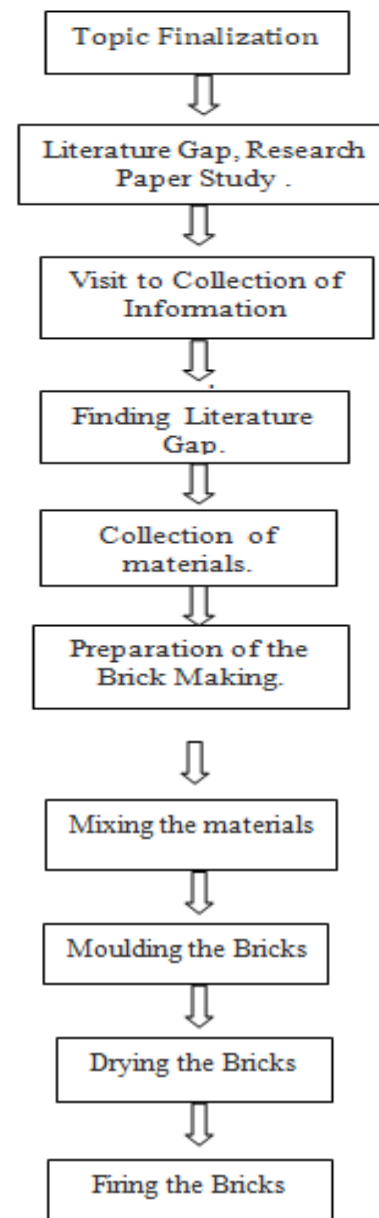 Topic Finalization
Literature Gap, Research
Paper Study .
Visit to Collection of
Information
Finding Literature
Gap.
Collection of
materials.
Preparation of the
Brick Making.
Mixing the materials
Moulding the Bricks
Drying the Bricks
Firing the Bricks